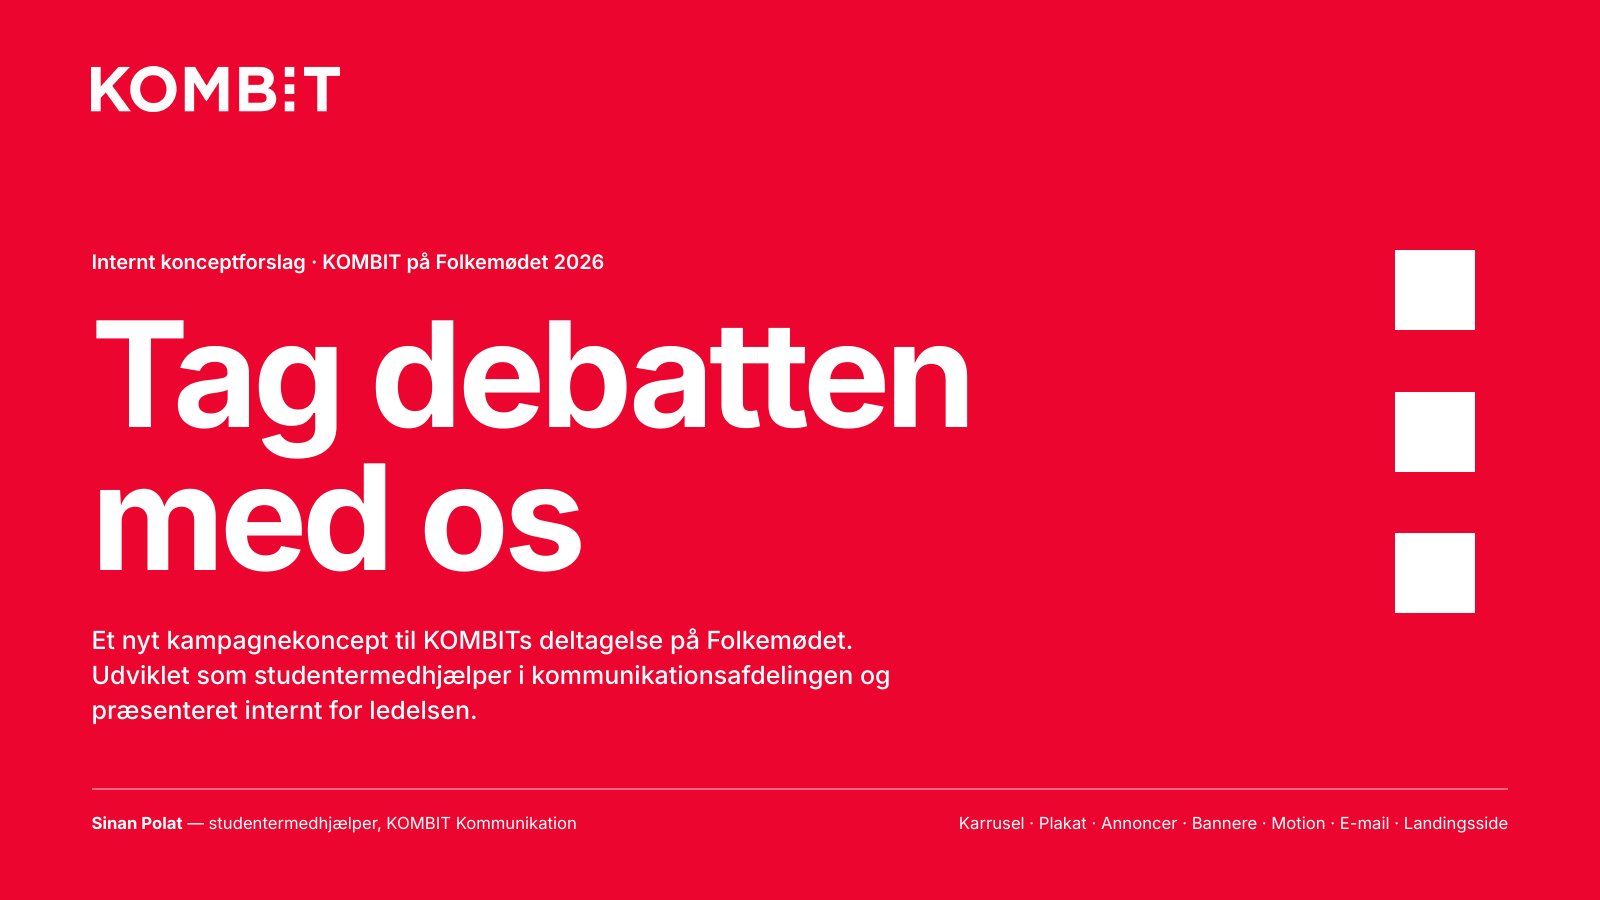 KOMBIT
Internt konceptforslag · KOMBIT på Folkemødet 2026
Tag debatten
med os
Et nyt kampagnekoncept til KOMBITs deltagelse på Folkemødet.
Udviklet som studentermedhjælper i kommunikationsafdelingen og
præsenteret internt for ledelsen.
Sinan Polat — studentermedhjælper, KOMBIT Kommunikation
Karrusel · Plakat · Annoncer · Bannere · Motion · E-mail · Landingsside